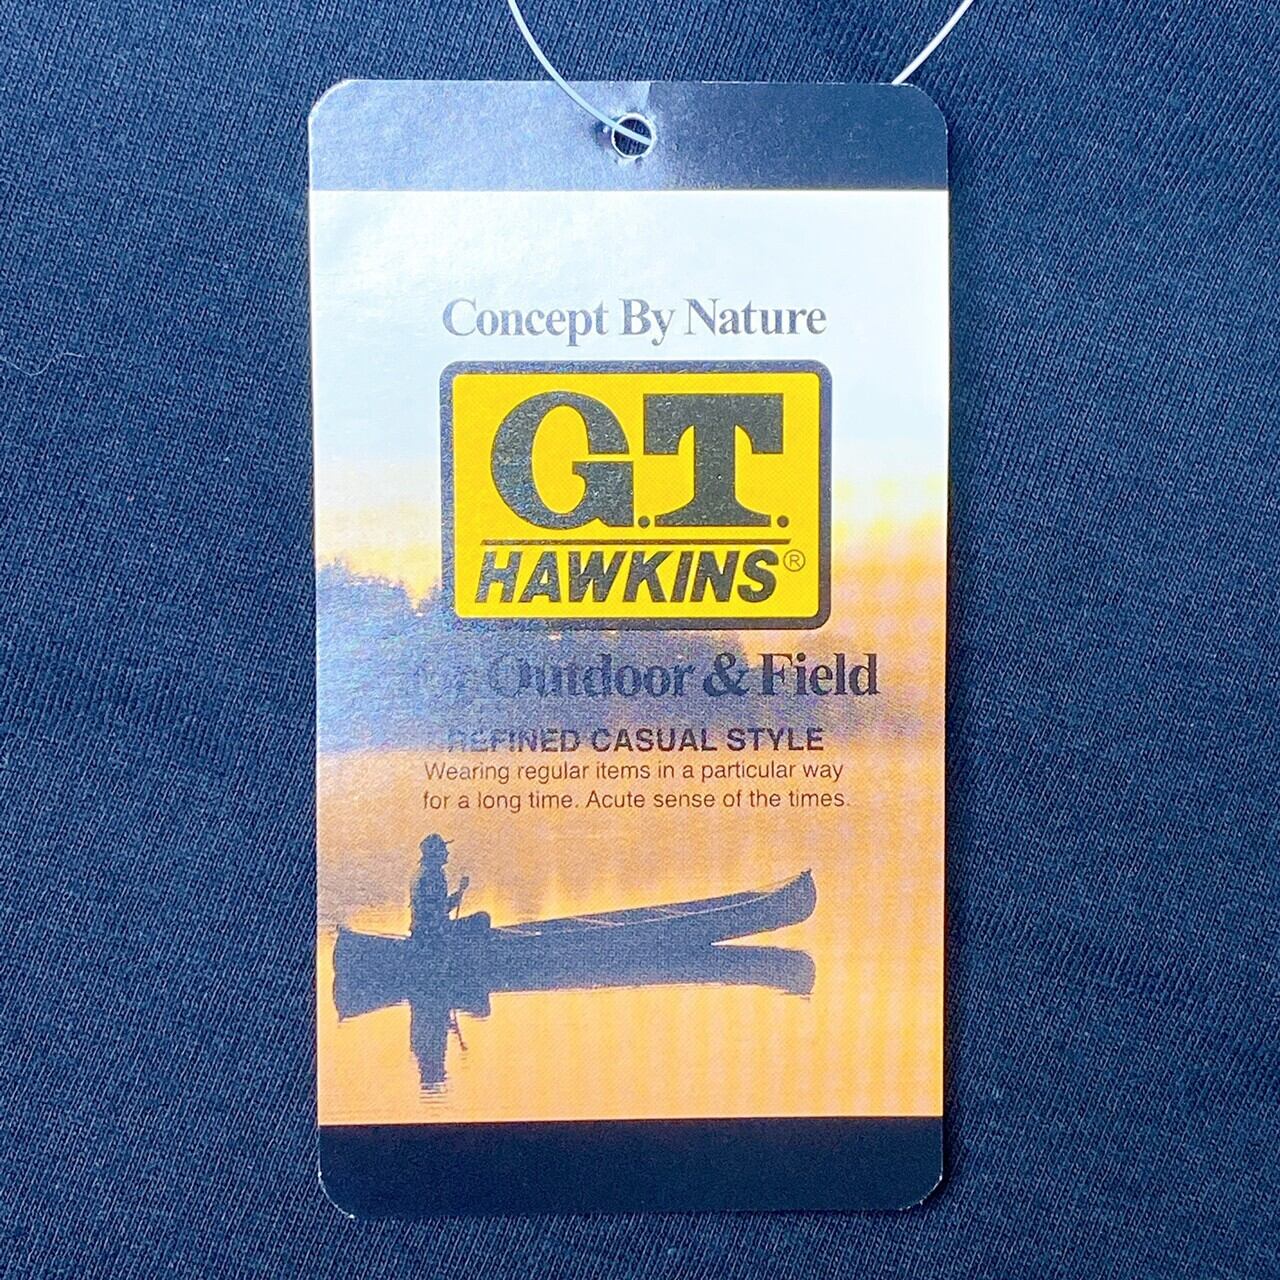 Concept By Nature
G.T.
HAWKINS®
For Outdoor & Field
REFINED CASUAL STYLE
Wearing regular items in a particular way
for a long time. Acute sense of the times.